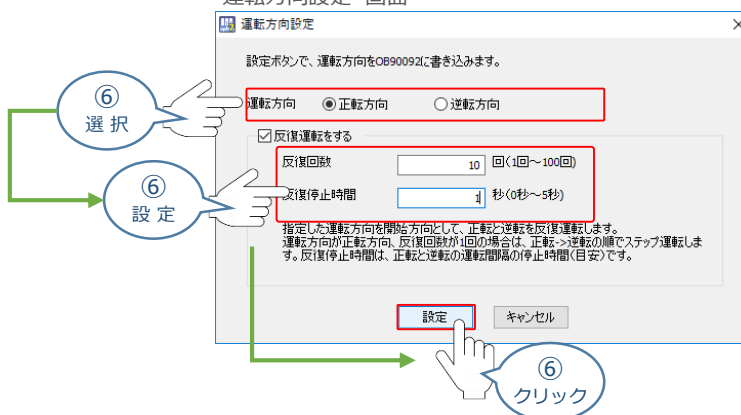 運転方向設定 画面
運転方向設定
設定ボタンで、運転方向をOB90092に書き込みます。
運転方向 正転方向 逆転方向
⑥
選 択
反復運転をする
反復回数 10 回(1回～100回)
反復停止時間 1 秒(0秒～5秒)
⑥
設 定
指定した運転方向を開始方向として、正転と逆転を反復運転します。
運転方向が正転方向、反復回数が1回の場合は、正転->逆転の順でステップ運転しま
す。反復停止時間は、正転と逆転の運転間隔の停止時間(目安)です。
設定 キャンセル
⑥
クリック